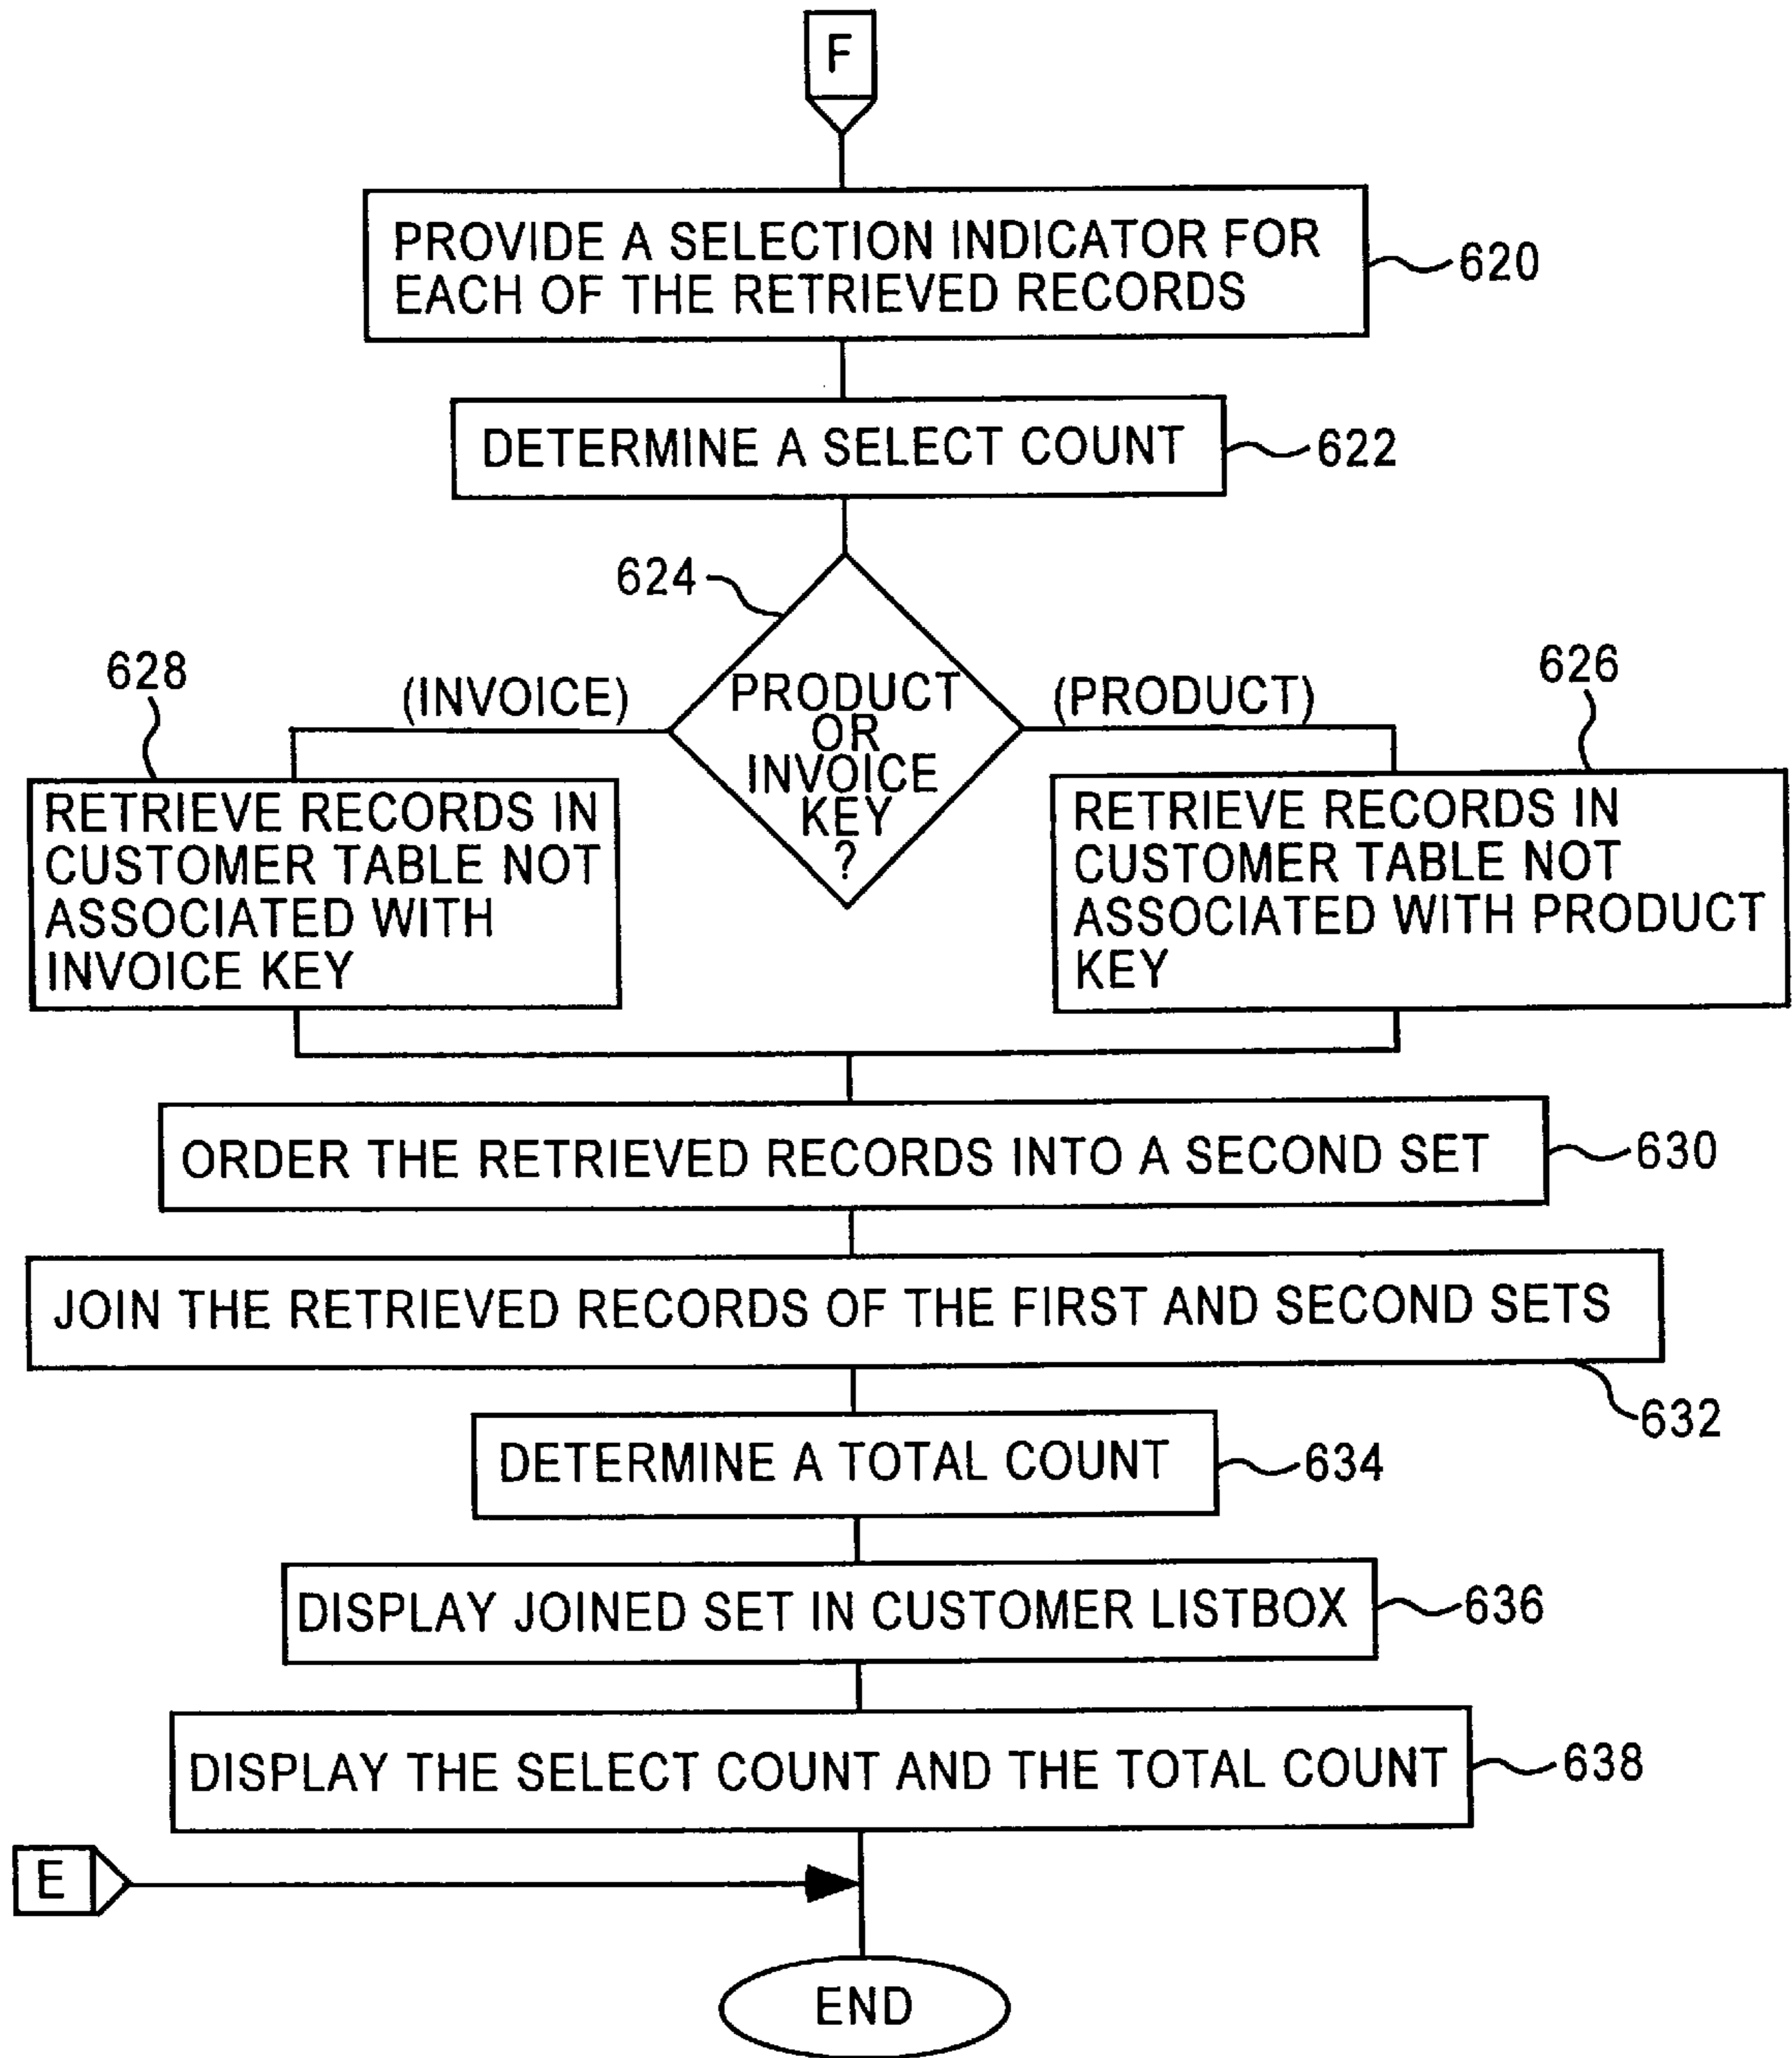 F
PROVIDE A SELECTION INDICATOR FOR
EACH OF THE RETRIEVED RECORDS
620
DETERMINE A SELECT COUNT
622
624
PRODUCT
OR
INVOICE
KEY
?
(INVOICE)
(PRODUCT)
628
RETRIEVE RECORDS IN
CUSTOMER TABLE NOT
ASSOCIATED WITH
INVOICE KEY
626
RETRIEVE RECORDS IN
CUSTOMER TABLE NOT
ASSOCIATED WITH PRODUCT
KEY
ORDER THE RETRIEVED RECORDS INTO A SECOND SET
630
JOIN THE RETRIEVED RECORDS OF THE FIRST AND SECOND SETS
632
DETERMINE A TOTAL COUNT
634
DISPLAY JOINED SET IN CUSTOMER LISTBOX
636
DISPLAY THE SELECT COUNT AND THE TOTAL COUNT
638
E
END